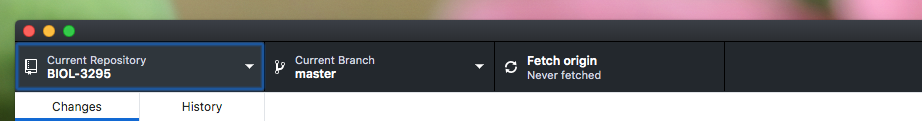 Current Repository
BIOL-3295
Current Branch
master
Fetch origin
Never fetched
Changes
History